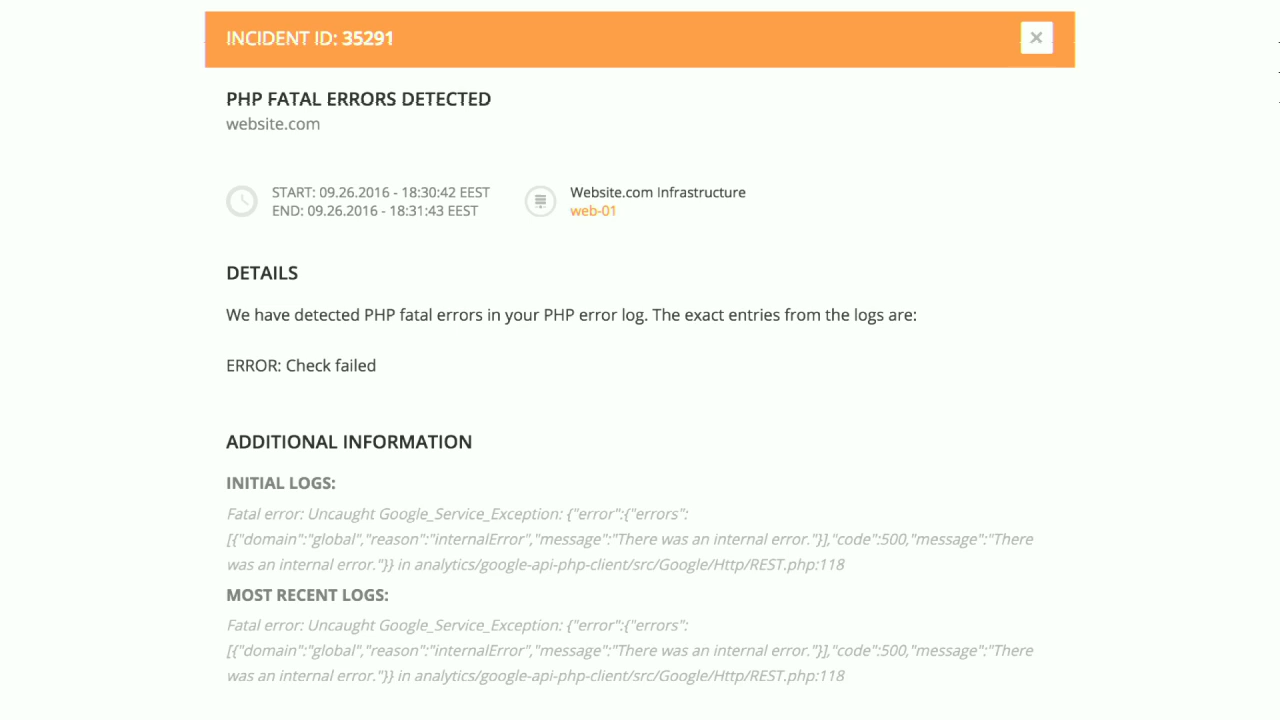 INCIDENT ID: 35291
PHP FATAL ERRORS DETECTED
website.com
START: 09.26.2016 - 18:30:42 EEST
END: 09.26.2016 - 18:31:43 EEST
Website.com Infrastructure
web-01
DETAILS
We have detected PHP fatal errors in your PHP error log. The exact entries from the logs are:
ERROR: Check failed
ADDITIONAL INFORMATION
INITIAL LOGS:
Fatal error: Uncaught Google_Service_Exception: {"error":{"errors":
[{"domain":"global","reason":"internalError","message":"There was an internal error."}],"code":500,"message":"There
was an internal error."}} in analytics/google-api-php-client/src/Google/Http/REST.php:118
MOST RECENT LOGS:
Fatal error: Uncaught Google_Service_Exception: {"error":{"errors":
[{"domain":"global","reason":"internalError","message":"There was an internal error."}],"code":500,"message":"There
was an internal error."}} in analytics/google-api-php-client/src/Google/Http/REST.php:118